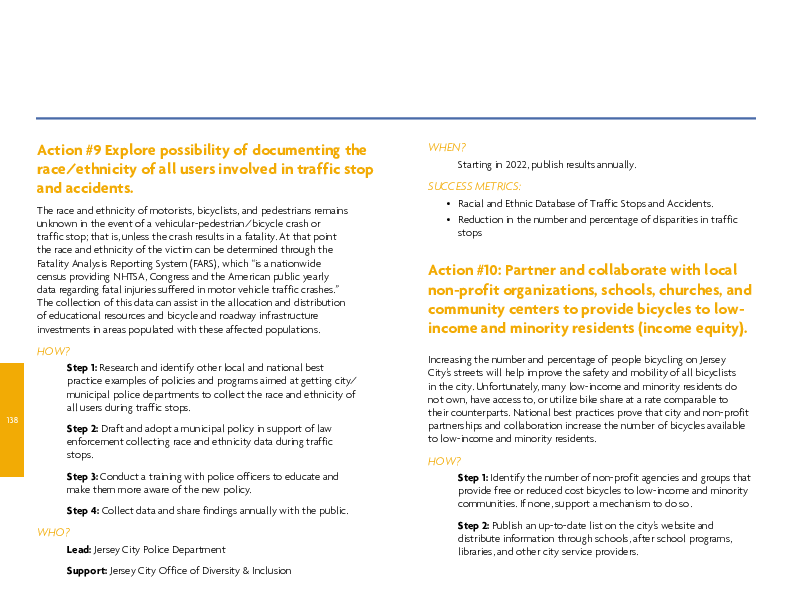 Action #9 Explore possibility of documenting the
race/ethnicity of all users involved in traffic stop
and accidents.
The race and ethnicity of motorists, bicyclists, and pedestrians remains
unknown in the event of a vehicular-pedestrian/bicycle crash or
traffic stop; that is, unless the crash results in a fatality. At that point
the race and ethnicity of the victim can be determined through the
Fatality Analysis Reporting System (FARS), which "is a nationwide
census providing NHTSA, Congress and the American public yearly
data regarding fatal injuries suffered in motor vehicle traffic crashes."
The collection of this data can assist in the allocation and distribution
of educational resources and bicycle and roadway infrastructure
investments in areas populated with these affected populations.
HOW?
Step 1: Research and identify other local and national best
practice examples of policies and programs aimed at getting city/
municipal police departments to collect the race and ethnicity of
all users during traffic stops.
Step 2: Draft and adopt a municipal policy in support of law
enforcement collecting race and ethnicity data during traffic
stops.
Step 3: Conduct a training with police officers to educate and
make them more aware of the new policy.
Step 4: Collect data and share findings annually with the public.
WHO?
Lead: Jersey City Police Department
Support: Jersey City Office of Diversity & Inclusion
WHEN?
Starting in 2022, publish results annually.
SUCCESS METRICS:
• Racial and Ethnic Database of Traffic Stops and Accidents.
• Reduction in the number and percentage of disparities in traffic
stops
Action #10: Partner and collaborate with local
non-profit organizations, schools, churches, and
community centers to provide bicycles to low-
income and minority residents (income equity).
Increasing the number and percentage of people bicycling on Jersey
City's streets will help improve the safety and mobility of all bicyclists
in the city. Unfortunately, many low-income and minority residents do
not own, have access to, or utilize bike share at a rate comparable to
their counterparts. National best practices prove that city and non-profit
partnerships and collaboration increase the number of bicycles available
to low-income and minority residents.
HOW?
Step 1: Identify the number of non-profit agencies and groups that
provide free or reduced cost bicycles to low-income and minority
communities. If none, support a mechanism to do so.
Step 2: Publish an up-to-date list on the city's website and
distribute information through schools, after school programs,
libraries, and other city service providers.
138